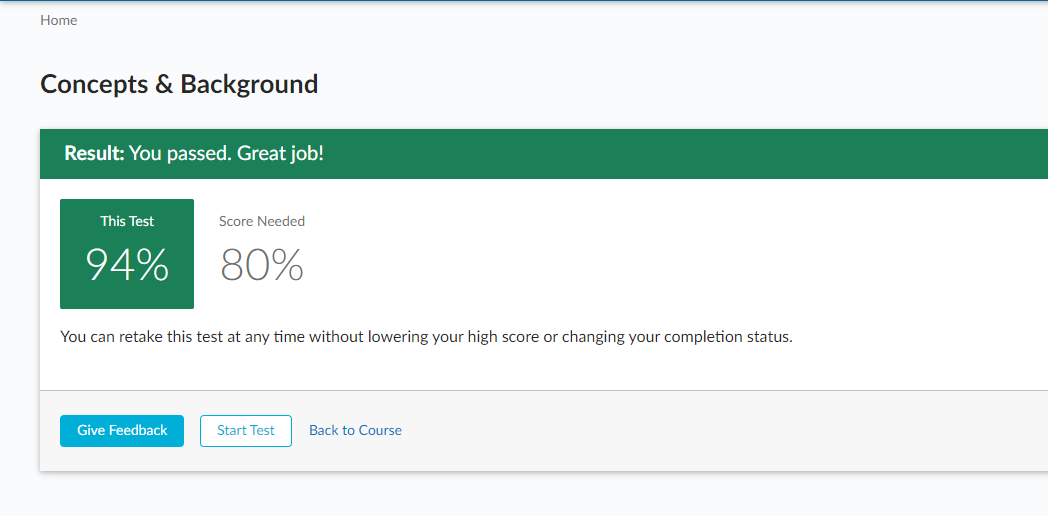 Home
Concepts & Background
Result: You passed. Great job!
This Test
Score Needed
94%
80%
You can retake this test at any time without lowering your high score or changing your completion status.
Give Feedback
Start Test
Back to Course